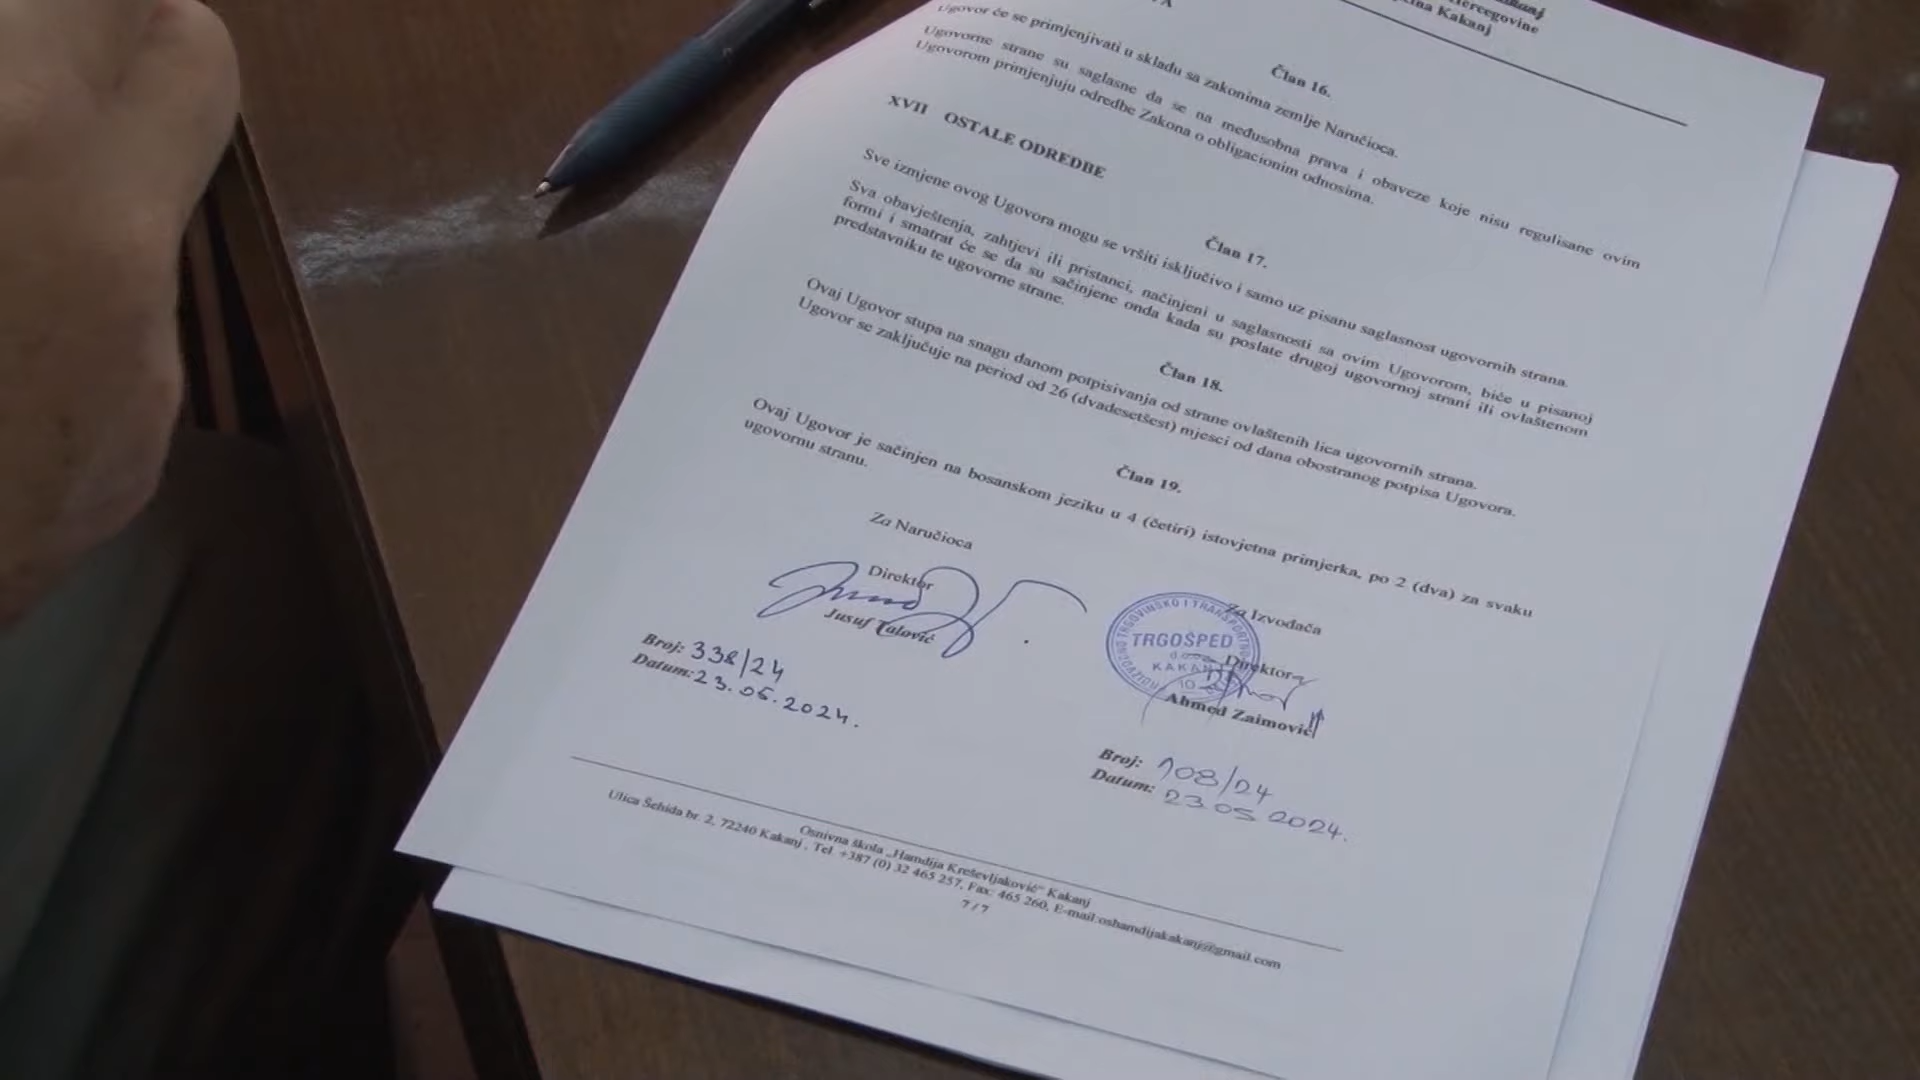 Kakanj
Hercegovine
Kakanj
Član 16.
Ugovor će se primjenjivati u skladu sa zakonima zemlje Naručioca.
Ugovorne strane su saglasne da se na međusobna prava i obaveze koje nisu regulisane ovim
Ugovorom primjenjuju odredbe Zakona o obligacionim odnosima.
XVII OSTALE ODREDBE
Član 17.
Sve izmjene ovog Ugovora mogu se vršiti isključivo i samo uz pisanu saglasnost ugovornih strana.
Sva obavještenja, zahtjevi ili pristanci, načinjeni u saglasnosti sa ovim Ugovorom, biće u pisanoj
formi i smatrat će se da su sačinjene onda kada su poslate drugoj ugovornoj strani ili ovlaštenom
predstavniku te ugovorne strane.
Član 18.
Ovaj Ugovor stupa na snagu danom potpisivanja od strane ovlaštenih lica ugovornih strana.
Ugovor se zaključuje na period od 26 (dvadesetšest) mjesci od dana obostranog potpisa Ugovora.
Član 19.
Ovaj Ugovor je sačinjen na bosanskom jeziku u 4 (četiri) istovjetna primjerka, po 2 (dva) za svaku
ugovornu stranu.
Za Naručioca
Direktor
Jusuf Talović
Broj: 338/24
Datum: 23.05.2024.
Za Izvođača
TRGOŠPED
d.o.o.
KAKANJ
Direktor
Ahmed Zaimović
Broj: 108/24
Datum: 23.05.2024.
Osnivna škola „Hamdija Kreševljaković“ Kakanj
Ulica Šehida br. 2, 72240 Kakanj , Tel. +387 (0) 32 465 257, Fax: 465 260, E-mail:oshamdijakakanj@gmail.com
7 / 7